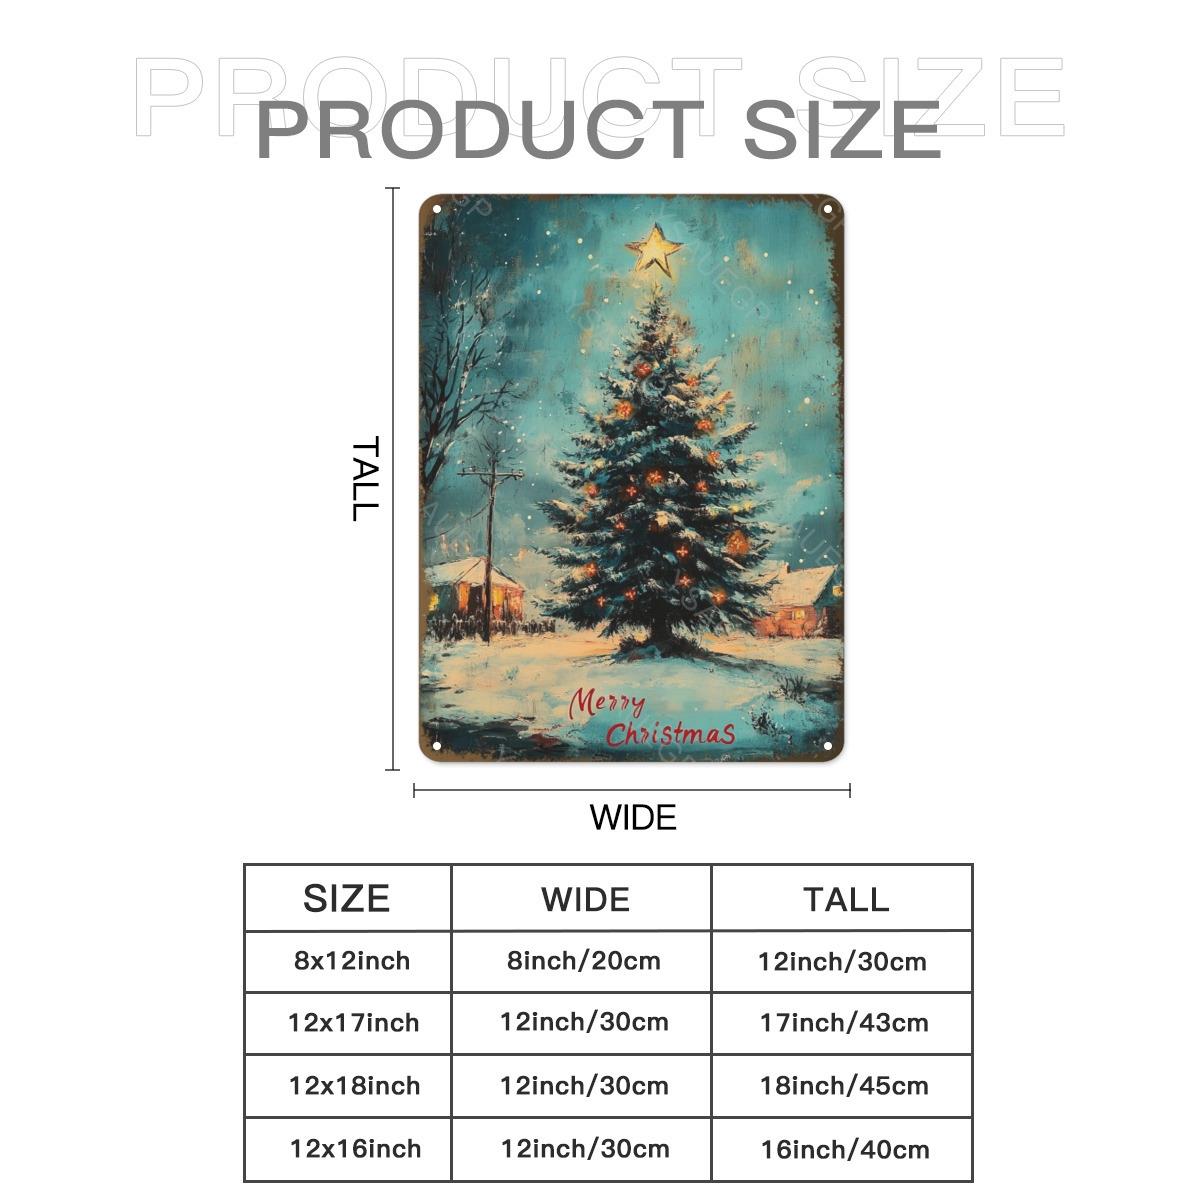 PRODUCT SIZE
PRODUCT SIZE
TALL
Merry
Christmas
WIDE
SIZE WIDE TALL
8x12inch 8inch/20cm 12inch/30cm
12x17inch 12inch/30cm 17inch/43cm
12x18inch 12inch/30cm 18inch/45cm
12x16inch 12inch/30cm 16inch/40cm